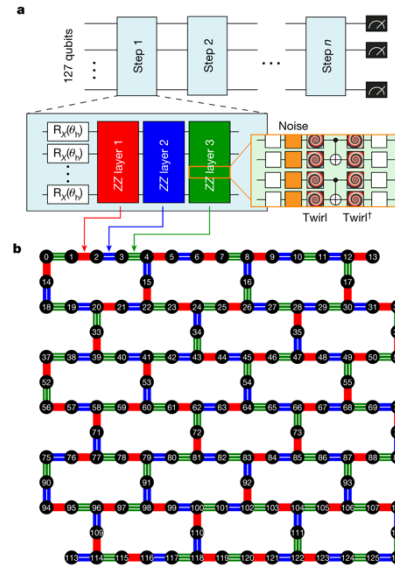 a
127 qubits
Step 1
Step 2
Step n
Rₓ(θₕ)
Rₓ(θₕ)
Rₓ(θₕ)
ZZ layer 1
ZZ layer 2
ZZ layer 3
Noise
Twirl Twirl†
b
0 1 2 3 4 5 6 7 8 9 10 11 12 13
14 15 16 17
18 19 20 21 22 23 24 25 26 27 28 29 30 31
33 34 35
37 38 39 40 41 42 43 44 45 46 47 48 49 50
52 53 54 55
56 57 58 59 60 61 62 63 64 65 66 67 68 69
71 72 73
75 76 77 78 79 80 81 82 83 84 85 86 87 88
90 91 92 93
94 95 96 97 98 99 100 101 102 103 104 105 106 107
109 110 111
113 114 115 116 117 118 119 120 121 122 123 124